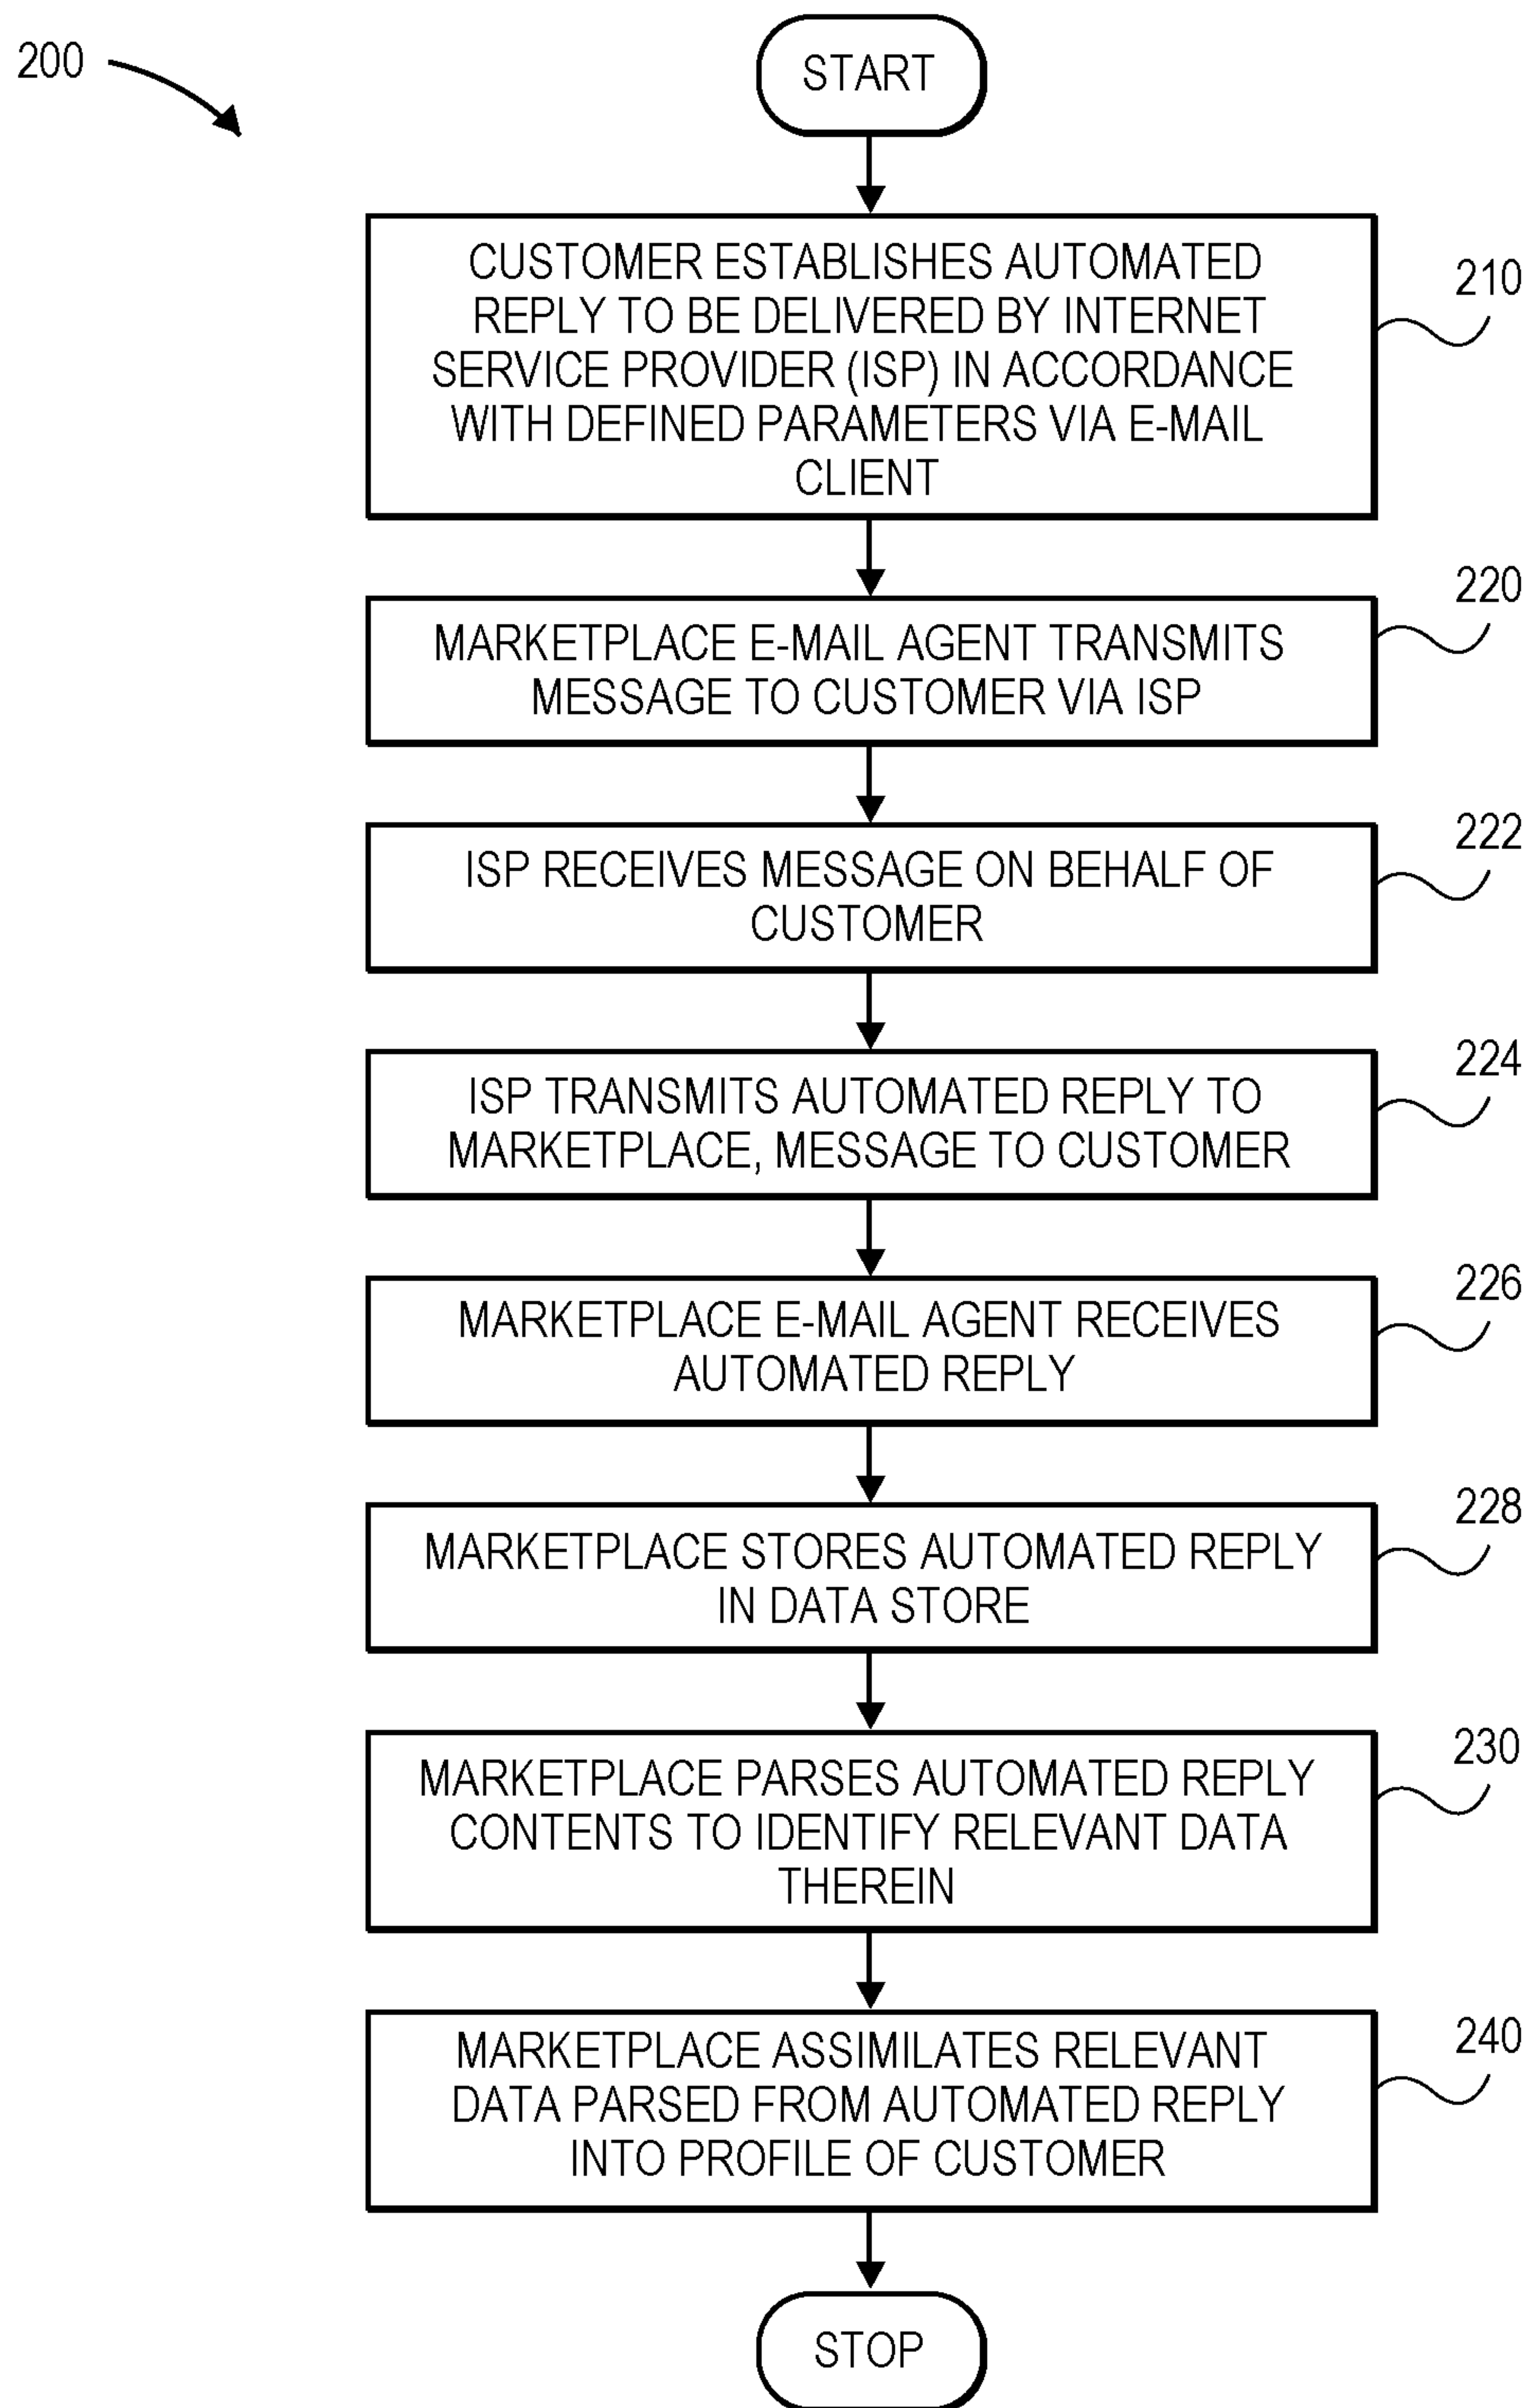 200
START
CUSTOMER ESTABLISHES AUTOMATED
REPLY TO BE DELIVERED BY INTERNET
SERVICE PROVIDER (ISP) IN ACCORDANCE
WITH DEFINED PARAMETERS VIA E-MAIL
CLIENT
210
MARKETPLACE E-MAIL AGENT TRANSMITS
MESSAGE TO CUSTOMER VIA ISP
220
ISP RECEIVES MESSAGE ON BEHALF OF
CUSTOMER
222
ISP TRANSMITS AUTOMATED REPLY TO
MARKETPLACE, MESSAGE TO CUSTOMER
224
MARKETPLACE E-MAIL AGENT RECEIVES
AUTOMATED REPLY
226
MARKETPLACE STORES AUTOMATED REPLY
IN DATA STORE
228
MARKETPLACE PARSES AUTOMATED REPLY
CONTENTS TO IDENTIFY RELEVANT DATA
THEREIN
230
MARKETPLACE ASSIMILATES RELEVANT
DATA PARSED FROM AUTOMATED REPLY
INTO PROFILE OF CUSTOMER
240
STOP